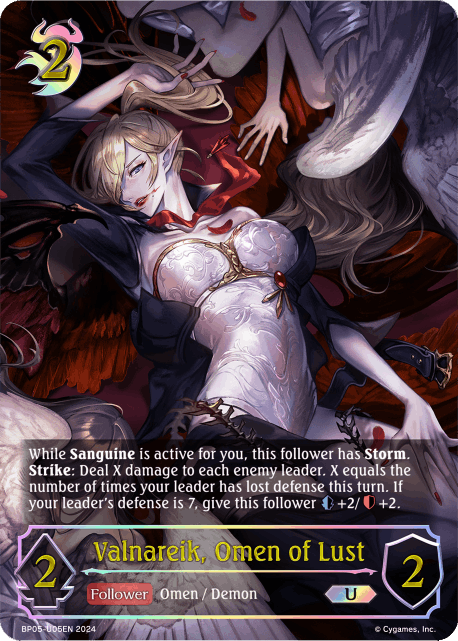 2
While Sanguine is active for you, this follower has Storm.
Strike: Deal X damage to each enemy leader. X equals the
number of times your leader has lost defense this turn. If
your leader's defense is 7, give this follower +2/ +2.
Valnareik, Omen of Lust
2
Follower Omen / Demon
U
2
BP05-U05EN 2024
© Cygames, Inc.